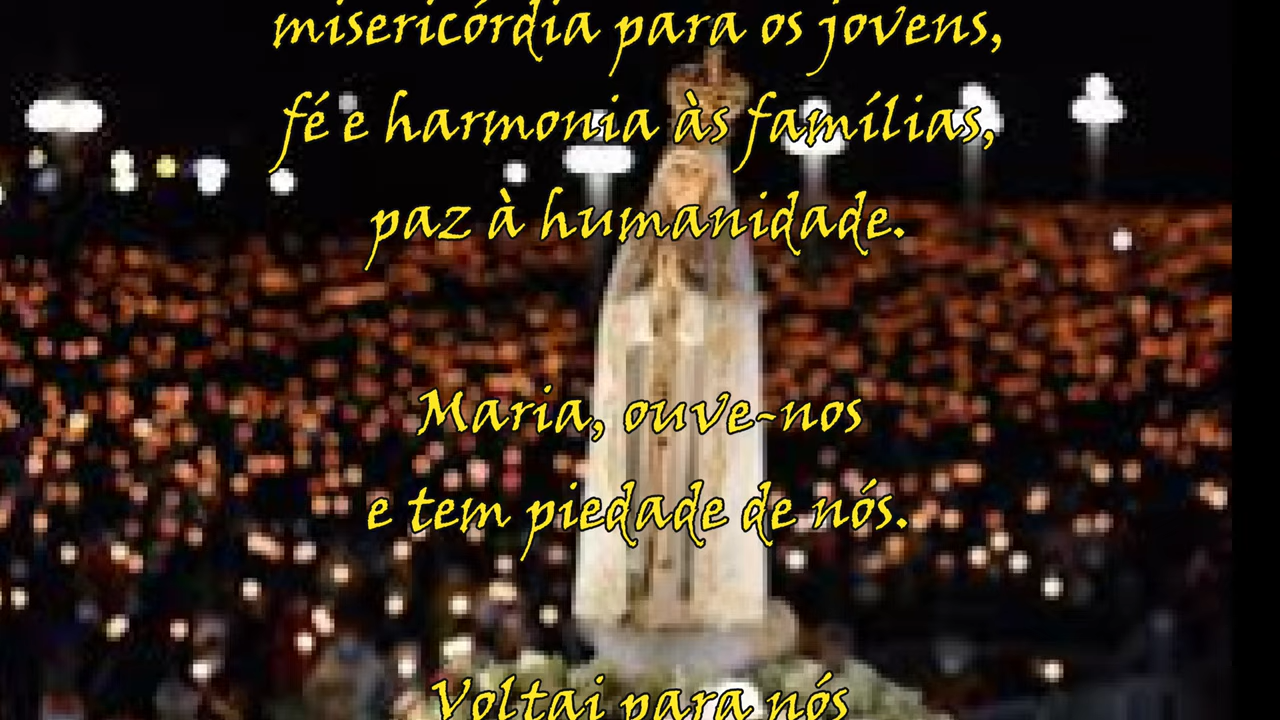 misericórdia para os jovens,
fé e harmonia às famílias,
paz à humanidade.
Maria, ouve-nos
e tem piedade de nós.
Voltai para nós